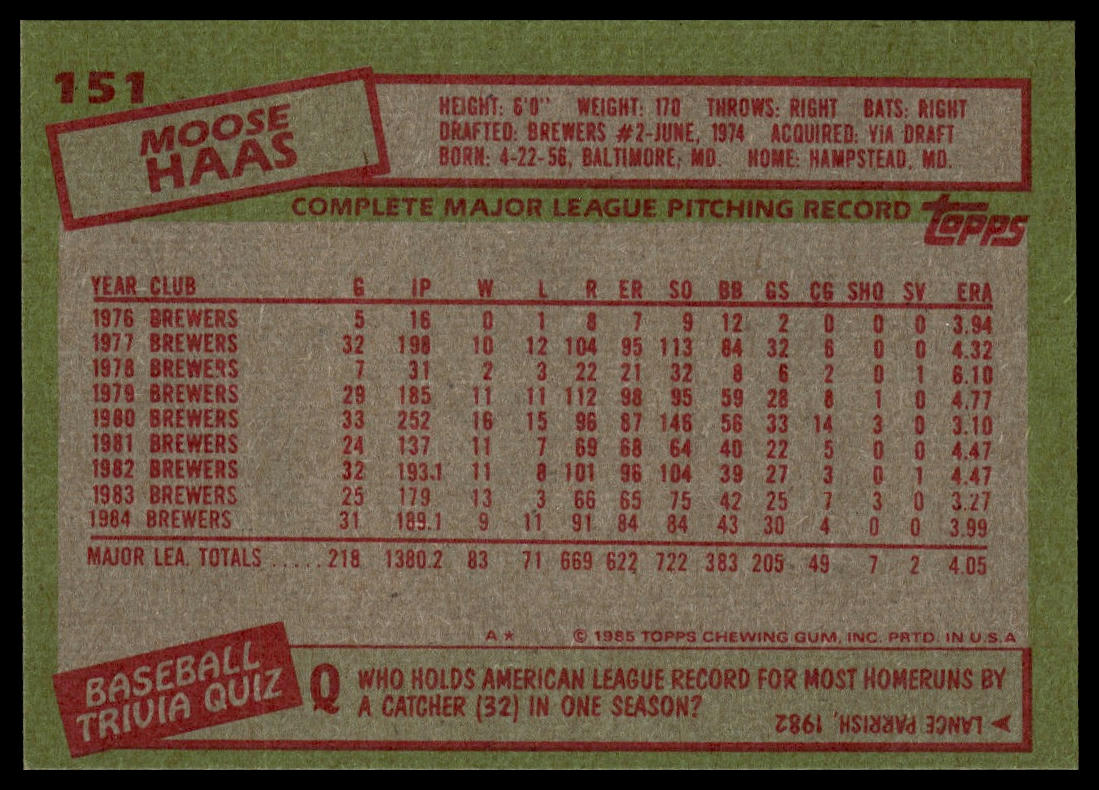 151
MOOSE
HAAS
HEIGHT: 6'0" WEIGHT: 170 THROWS: RIGHT BATS: RIGHT
DRAFTED: BREWERS #2-JUNE, 1974 ACQUIRED: VIA DRAFT
BORN: 4-22-56, BALTIMORE, MD. HOME: HAMPSTEAD, MD.
COMPLETE MAJOR LEAGUE PITCHING RECORD
TOPPS
YEAR CLUB G IP W L R ER SO BB GS CG SHO SV ERA
1976 BREWERS 5 16 0 1 8 7 9 12 2 0 0 0 3.94
1977 BREWERS 32 198 10 12 104 95 113 84 32 6 0 0 4.32
1978 BREWERS 7 31 2 3 22 21 32 8 6 2 0 1 6.10
1979 BREWERS 29 185 11 11 112 98 95 59 28 8 1 0 4.77
1980 BREWERS 33 252 16 15 96 87 146 56 33 14 3 0 3.10
1981 BREWERS 24 137 11 7 69 68 64 40 22 5 0 0 4.47
1982 BREWERS 32 193.1 11 8 101 96 104 39 27 3 0 1 4.47
1983 BREWERS 25 179 13 3 66 65 75 42 25 7 3 0 3.27
1984 BREWERS 31 189.1 9 11 91 84 84 43 30 4 0 0 3.99
MAJOR LEA. TOTALS ..... 218 1380.2 83 71 669 622 722 383 205 49 7 2 4.05
A* © 1985 TOPPS CHEWING GUM, INC. PRTD. IN U.S.A
BASEBALL
TRIVIA QUIZ
Q WHO HOLDS AMERICAN LEAGUE RECORD FOR MOST HOMERUNS BY
A CATCHER (32) IN ONE SEASON?
LANCE PARRISH, 1982